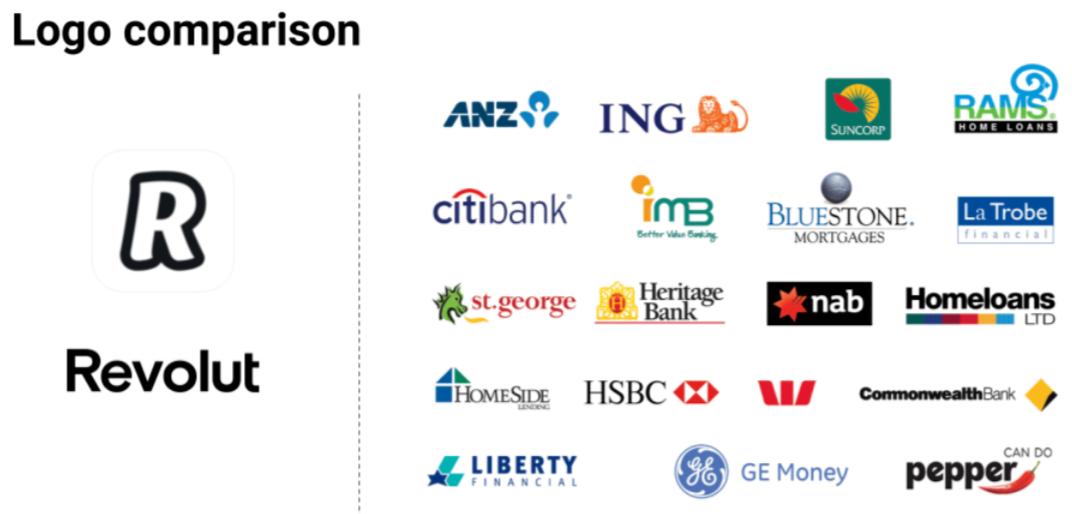 Logo comparison
R
Revolut
ANZ
ING
SUNCORP
RAMS®
HOME LOANS
citibank®
imb
Better Value Banking
BLUESTONE.
MORTGAGES
La Trobe
financial
st.george
Heritage
Bank
H
nab
Homeloans
LTD
HOMESIDE
LENDING
HSBC
CommonwealthBank
LIBERTY
FINANCIAL
GE
GE Money
CAN DO
pepper